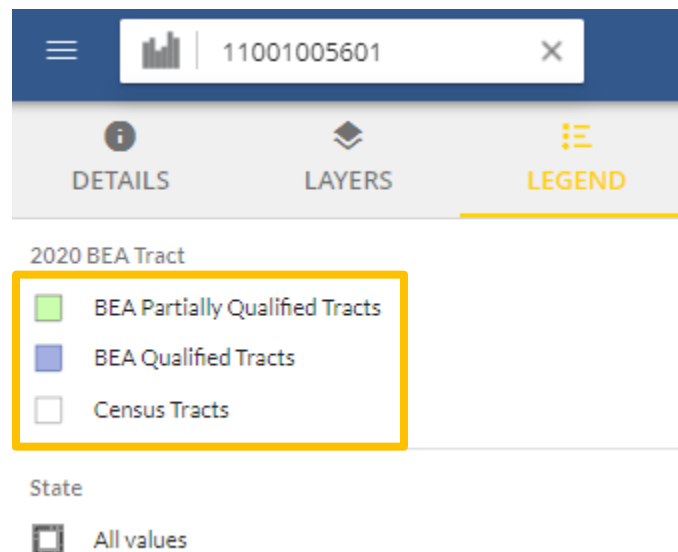 11001005601
DETAILS LAYERS LEGEND
2020 BEA Tract
BEA Partially Qualified Tracts
BEA Qualified Tracts
Census Tracts
State
All values